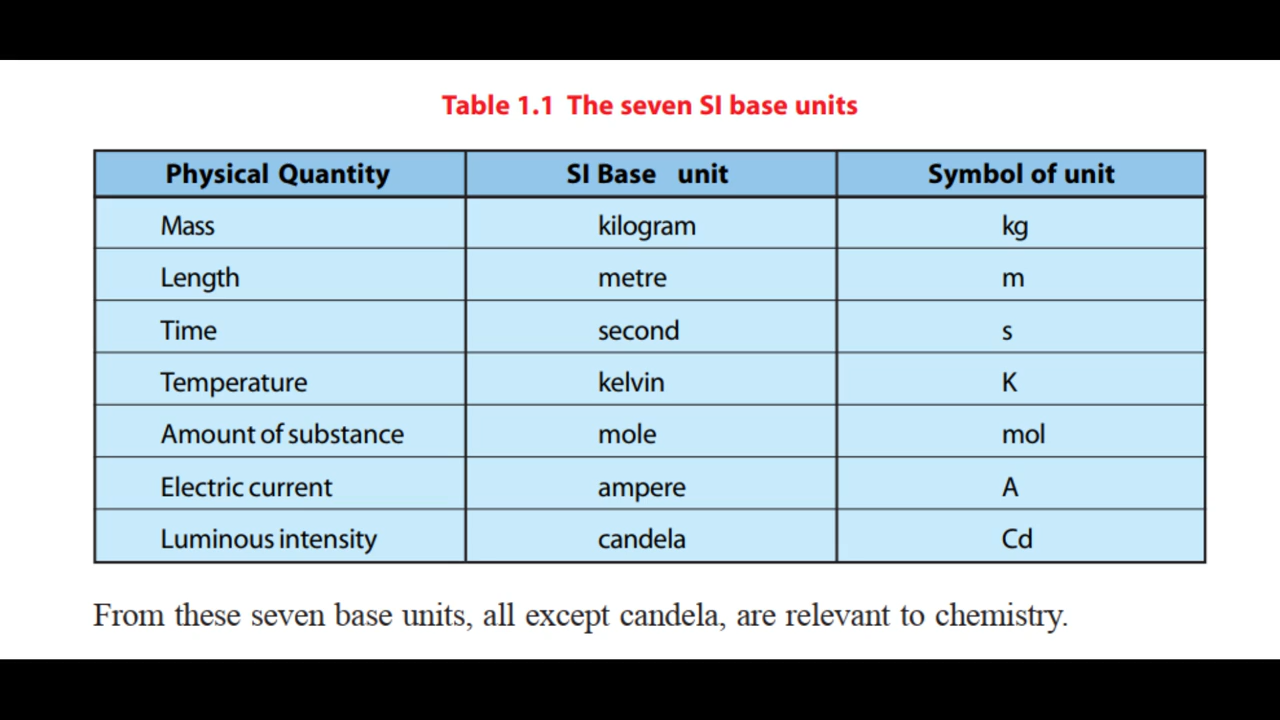 Table 1.1 The seven SI base units
Physical Quantity SI Base unit Symbol of unit
Mass kilogram kg
Length metre m
Time second s
Temperature kelvin K
Amount of substance mole mol
Electric current ampere A
Luminous intensity candela Cd
From these seven base units, all except candela, are relevant to chemistry.